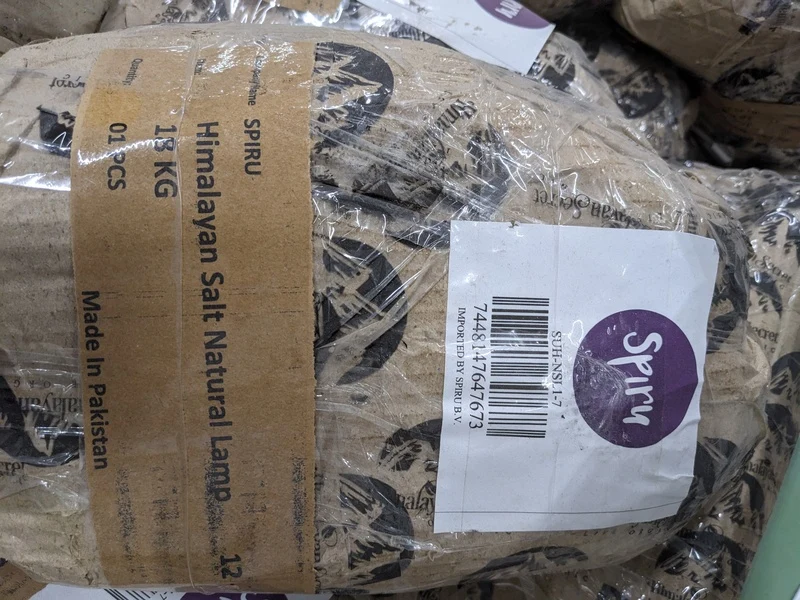 Spiru
SUH-NSL1-7
7448147647673
IMPORTED BY SPIRU B.V.
SPIRU
Himalayan Salt Natural Lamp 12
18 KG
Quantity 01 PCS
Made In Pakistan